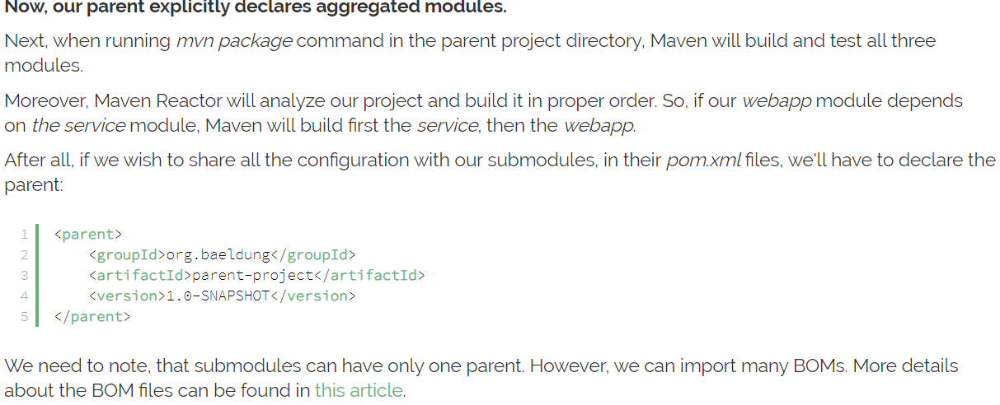 Now, our parent explicitly declares aggregated modules.
Next, when running mvn package command in the parent project directory, Maven will build and test all three
modules.
Moreover, Maven Reactor will analyze our project and build it in proper order. So, if our webapp module depends
on the service module, Maven will build first the service, then the webapp.
After all, if we wish to share all the configuration with our submodules, in their pom.xml files, we'll have to declare the
parent:
1 <parent>
2 <groupId>org.baeldung</groupId>
3 <artifactId>parent-project</artifactId>
4 <version>1.0-SNAPSHOT</version>
5 </parent>
We need to note, that submodules can have only one parent. However, we can import many BOMs. More details
about the BOM files can be found in this article.